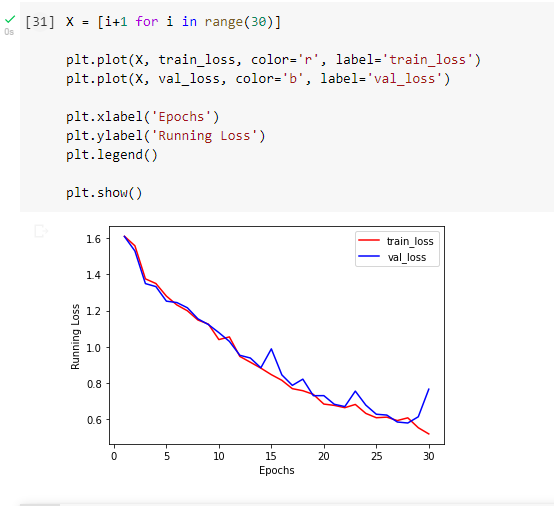 [31] X = [i+1 for i in range(30)]
0s
plt.plot(X, train_loss, color='r', label='train_loss')
plt.plot(X, val_loss, color='b', label='val_loss')
plt.xlabel('Epochs')
plt.ylabel('Running Loss')
plt.legend()
plt.show()
train_loss
val_loss
1.6
1.4
1.2
1.0
0.8
0.6
Running Loss
0 5 10 15 20 25 30
Epochs